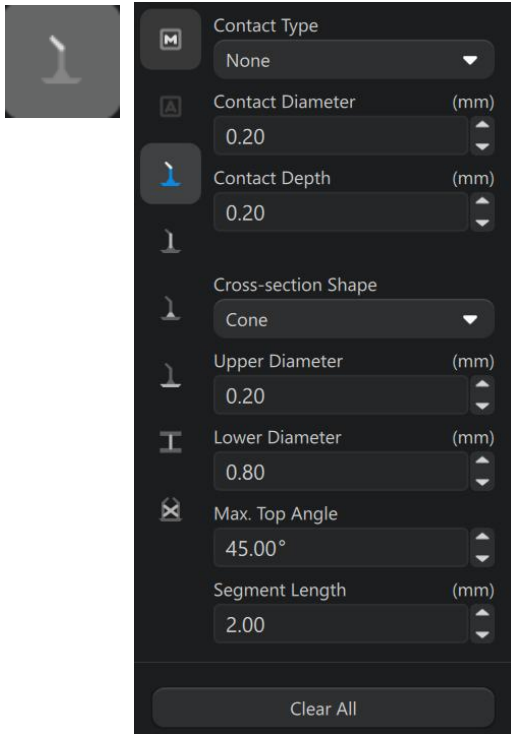 M
Contact Type
None
A
Contact Diameter (mm)
0.20
Contact Depth (mm)
0.20
Cross-section Shape
Cone
Upper Diameter (mm)
0.20
Lower Diameter (mm)
0.80
Max. Top Angle
45.00°
Segment Length (mm)
2.00
Clear All